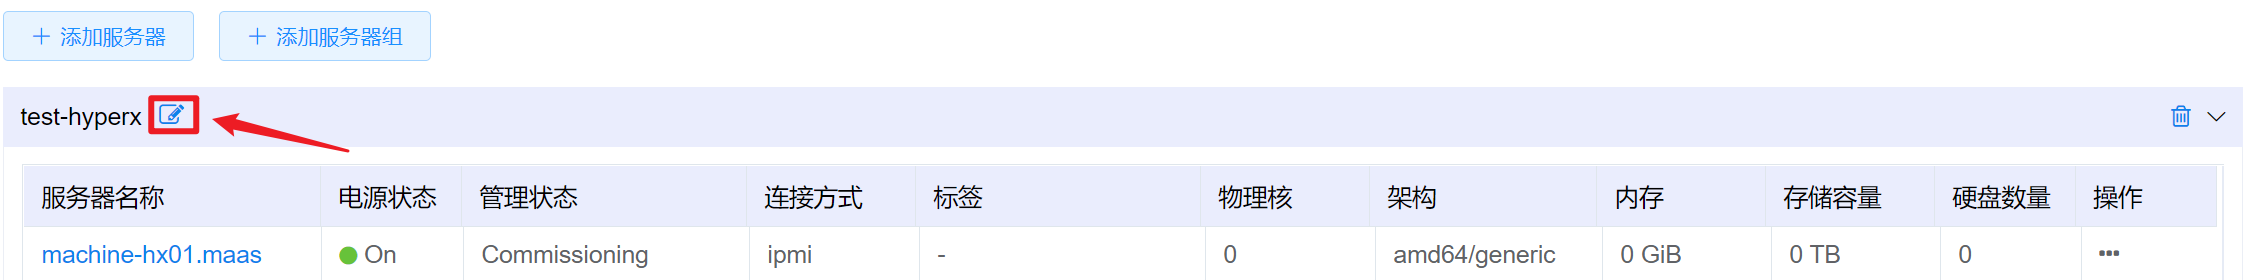 + 添加服务器 + 添加服务器组
test-hyperx
服务器名称 电源状态 管理状态 连接方式 标签 物理核 架构 内存 存储容量 硬盘数量 操作
machine-hx01.maas On Commissioning ipmi - 0 amd64/generic 0 GiB 0 TB 0 •••